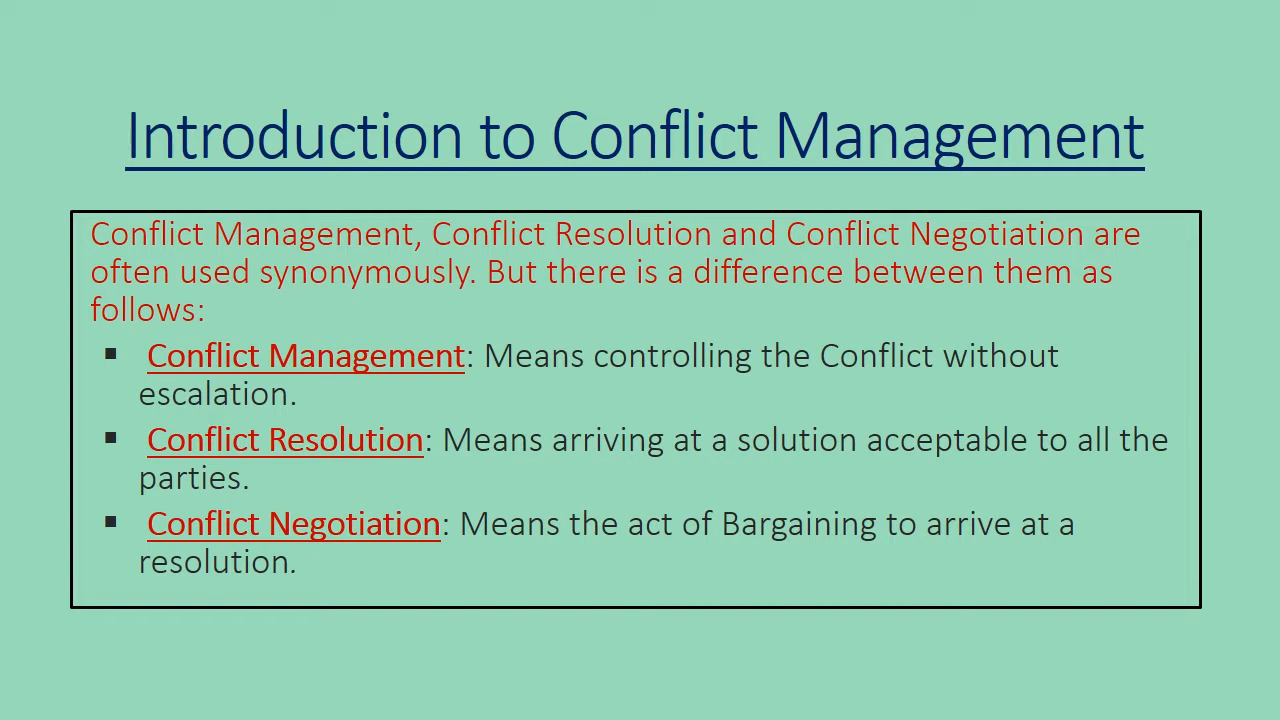 Introduction to Conflict Management
Conflict Management, Conflict Resolution and Conflict Negotiation are
often used synonymously. But there is a difference between them as
follows:
▪ Conflict Management: Means controlling the Conflict without
escalation.
▪ Conflict Resolution: Means arriving at a solution acceptable to all the
parties.
▪ Conflict Negotiation: Means the act of Bargaining to arrive at a
resolution.